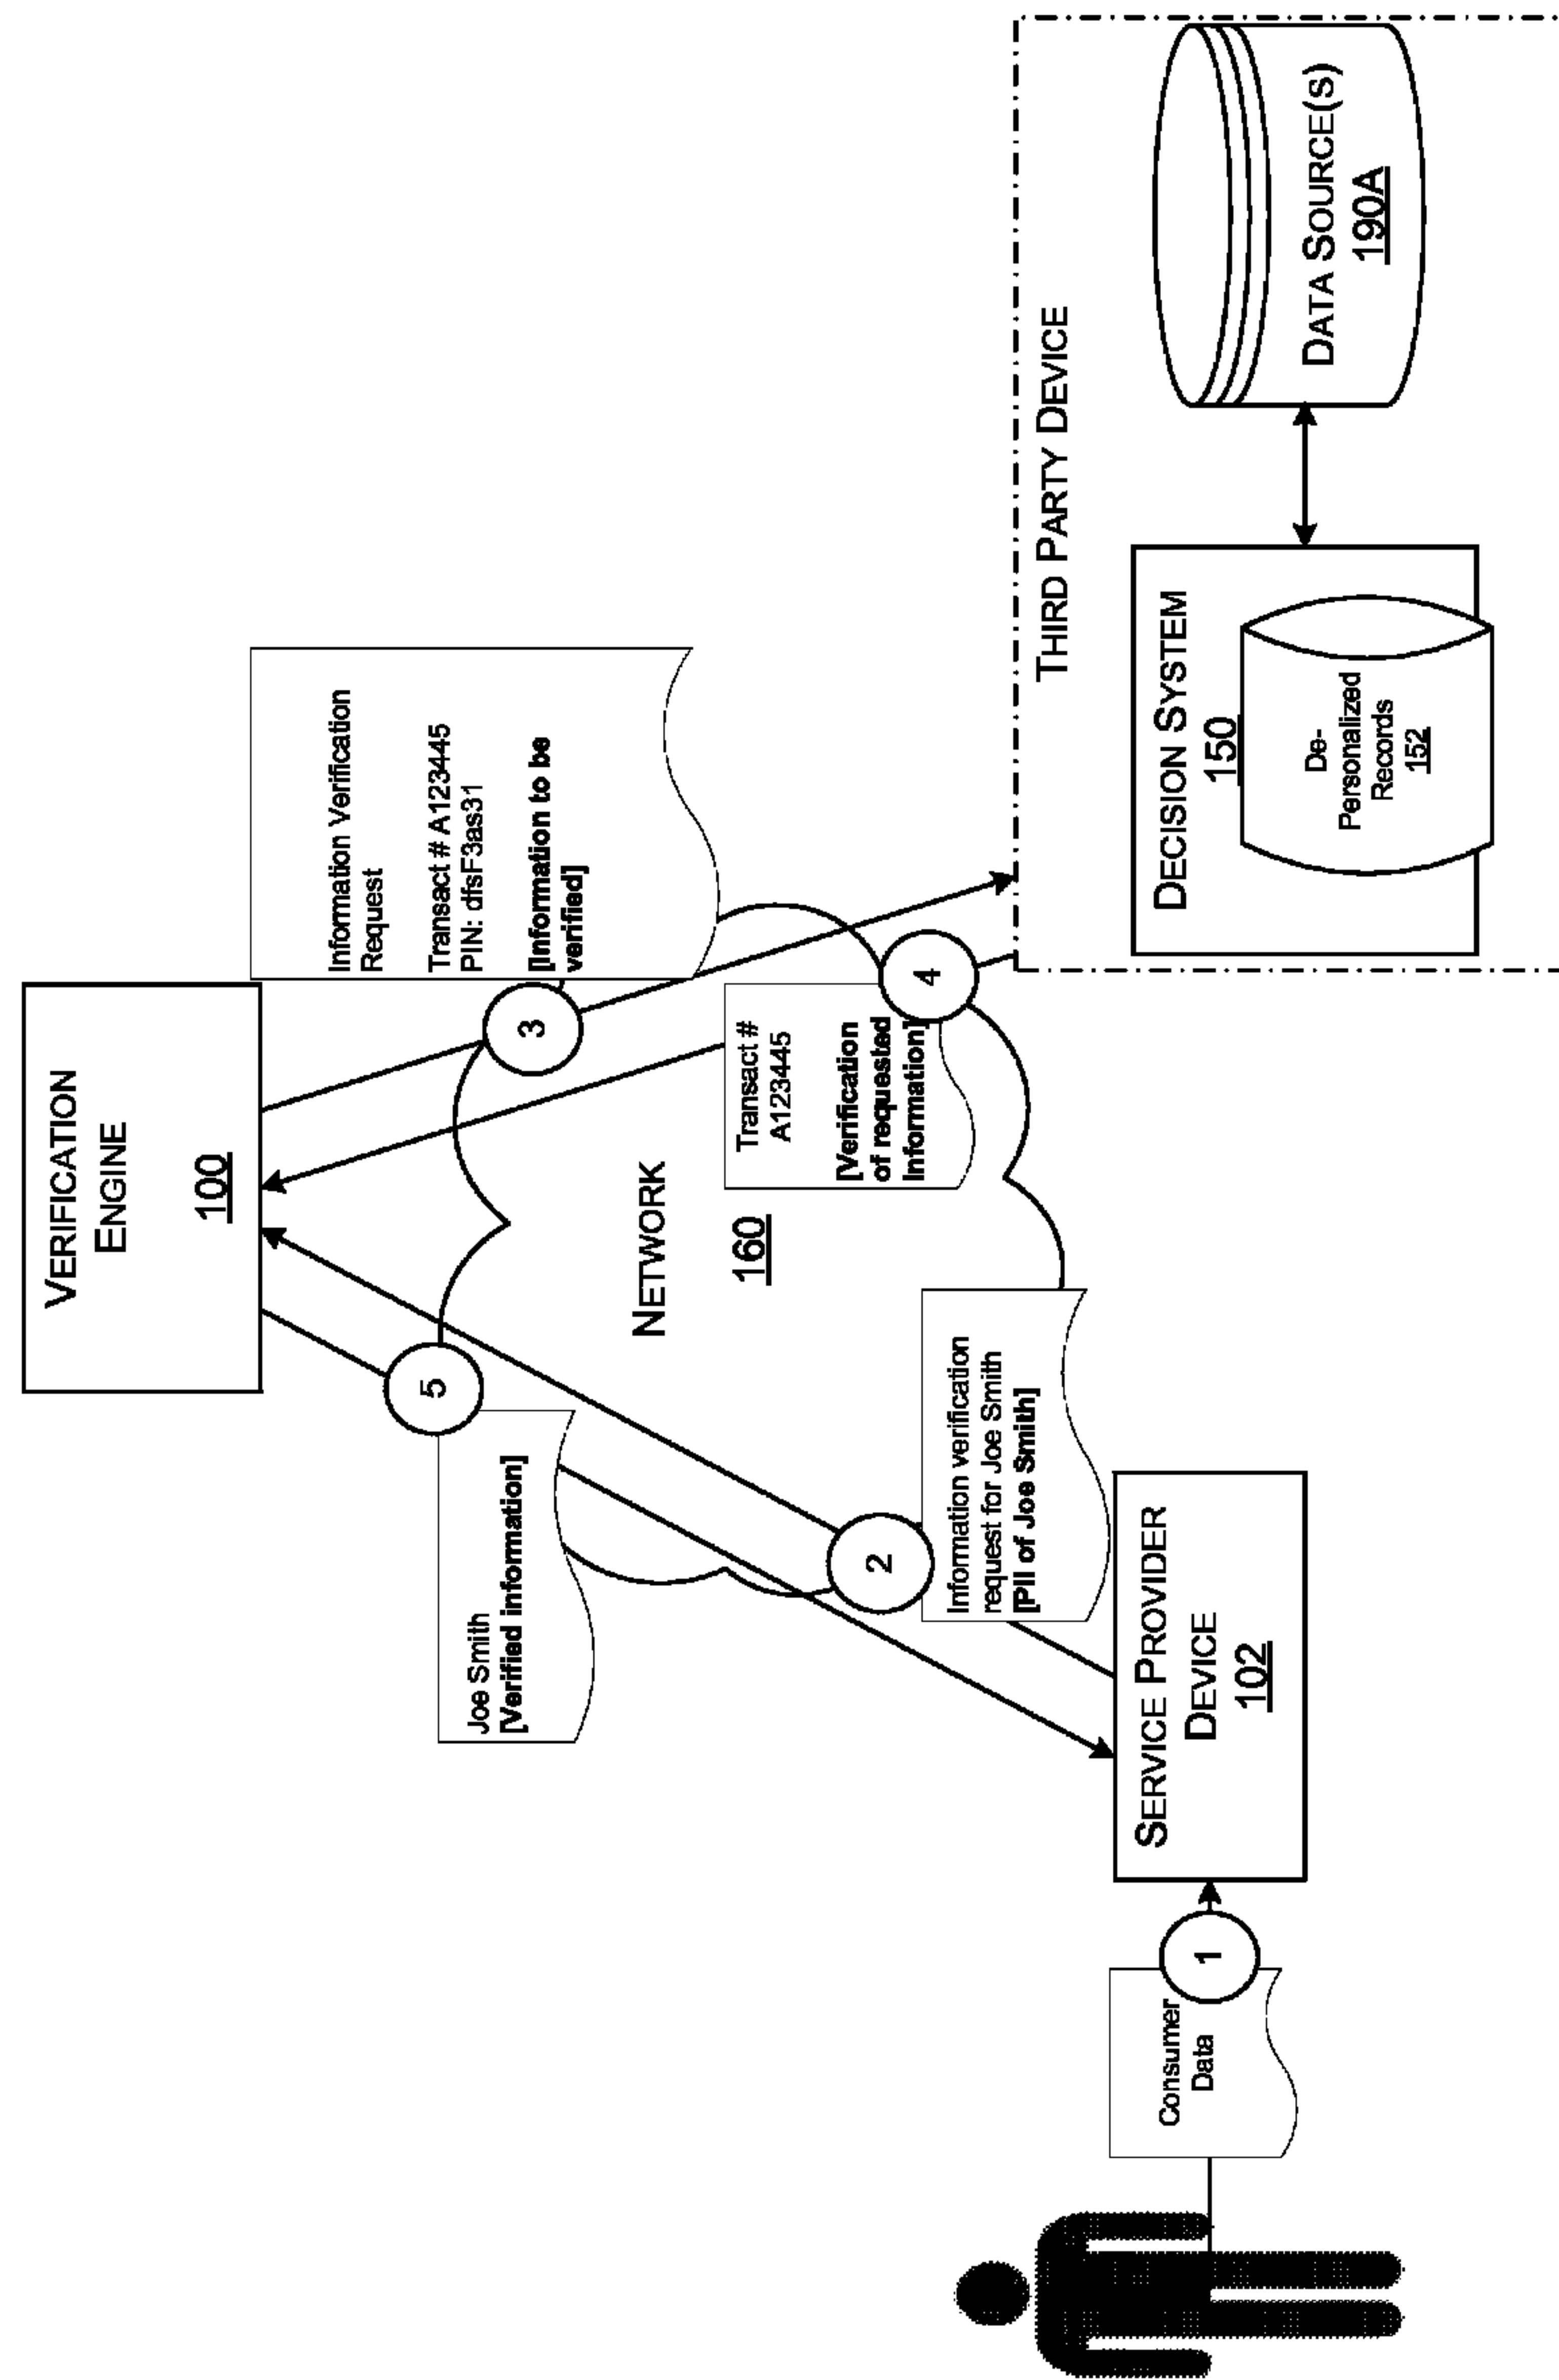 VERIFICATION
ENGINE
100
Information Verification
Request
Transact # A123445
PIN: dfsF3as31
[Information to be
verified]
3
5
Joe Smith
[Verified information]
NETWORK
160
Transact #
A123445
[Verification
of requested
Information]
4
2
Information verification
request for Joe Smith
[PII of Joe Smith]
THIRD PARTY DEVICE
DECISION SYSTEM
150
De-
Personalized
Records
152
DATA SOURCE(S)
190A
SERVICE PROVIDER
DEVICE
102
1
Consumer
Data